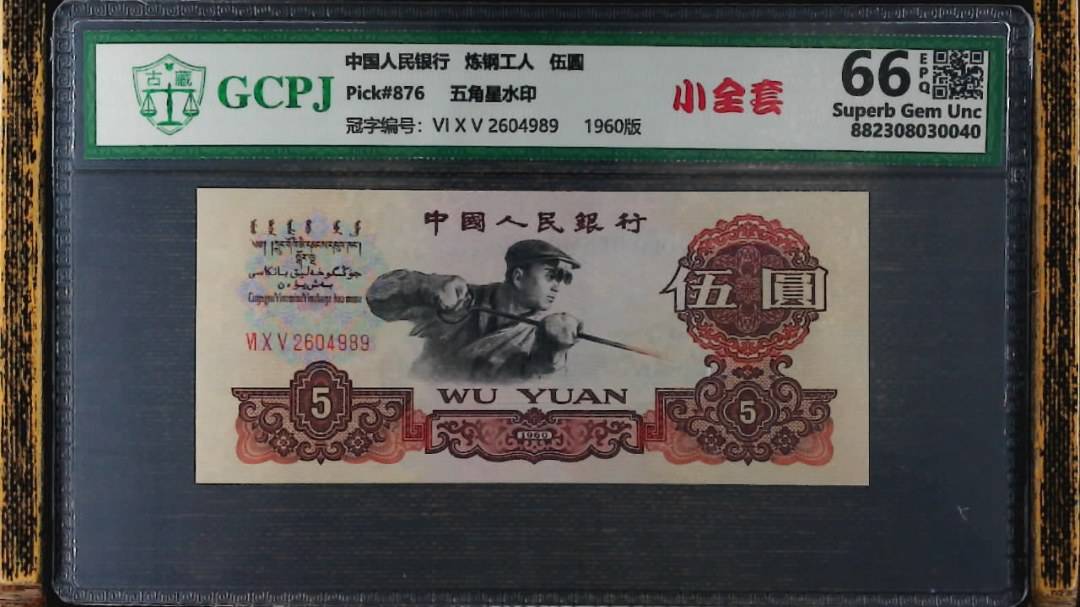 古藏
GCPJ
中国人民银行 炼钢工人 伍圆
Pick#876 五角星水印
冠字编号: VI X V 2604989 1960版
小全套
66 EPQ
Superb Gem Unc
882308030040
中國人民銀行
伍圓
VI X V 2604989
5
WU YUAN
1960
5